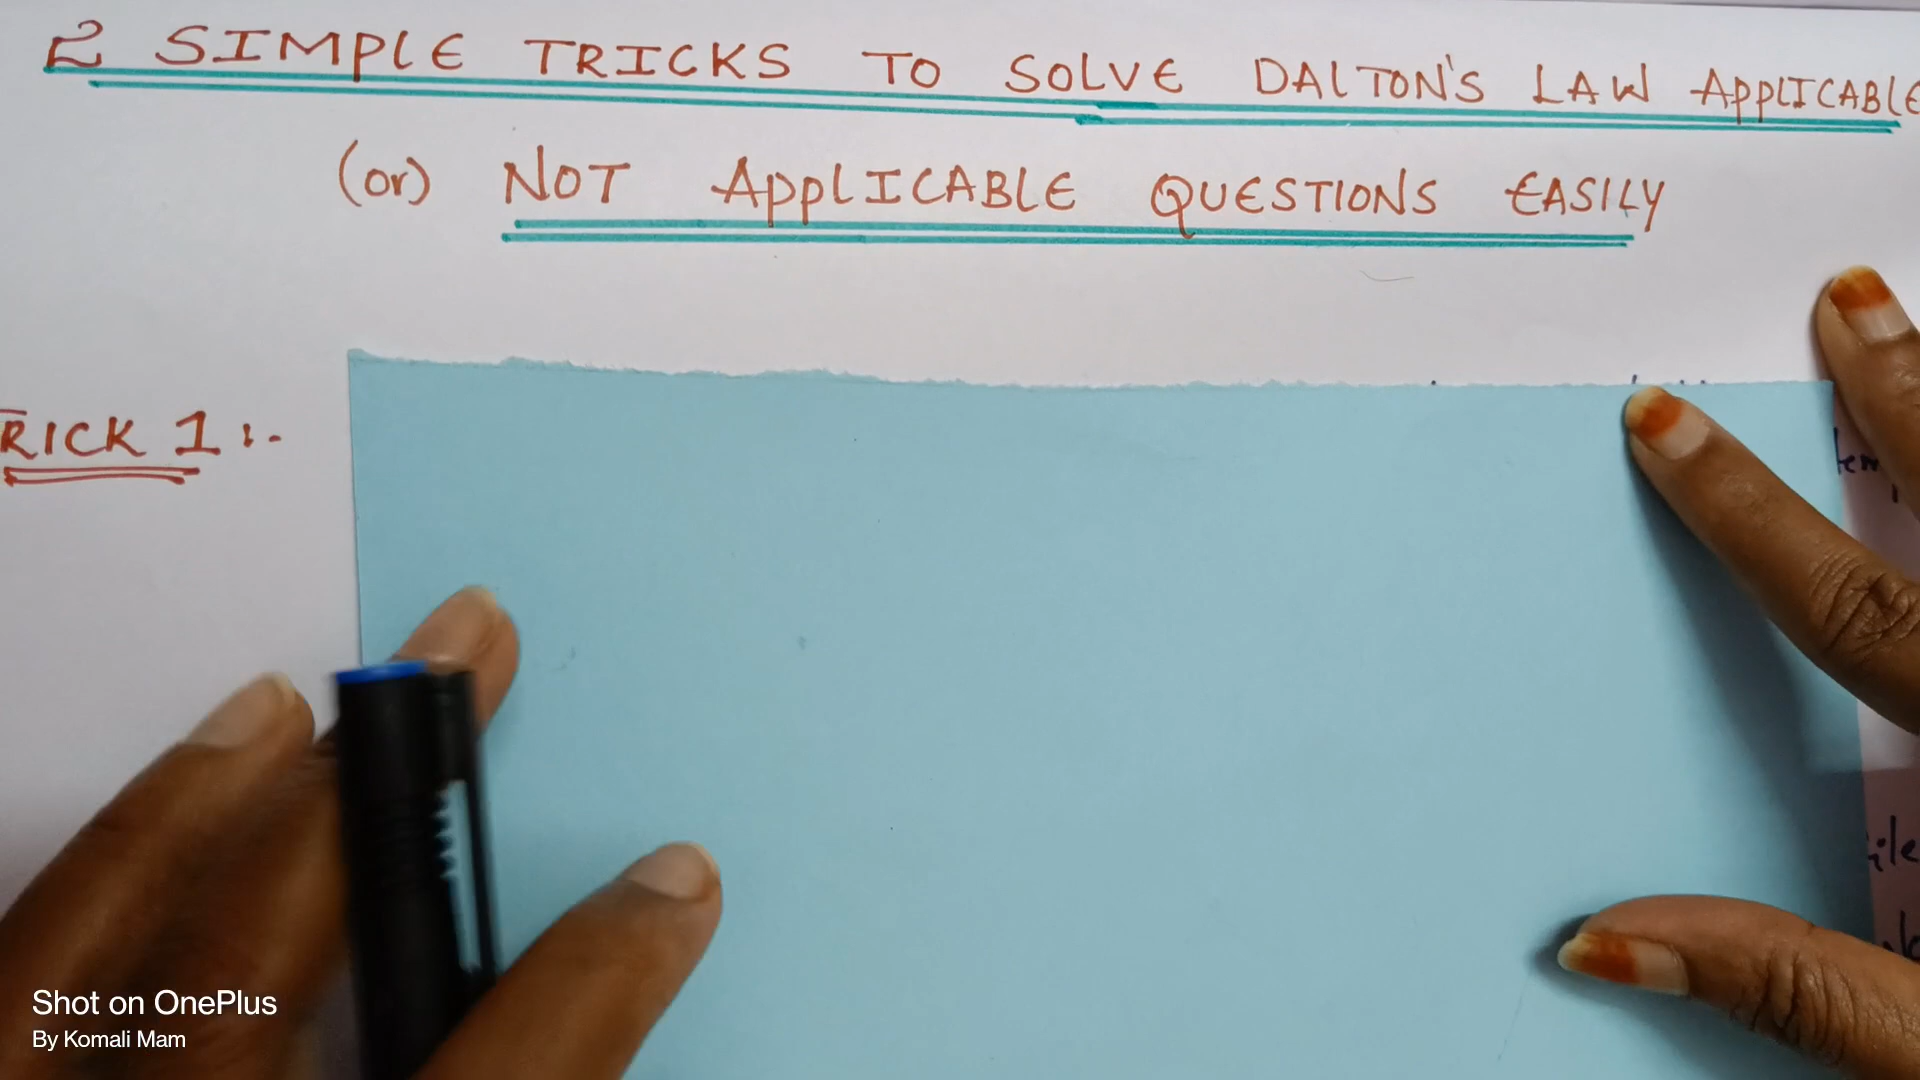 2 SIMPLE TRICKS TO SOLVE DALTON'S LAW APPLICABLE
(or) NOT APPLICABLE QUESTIONS EASILY
TRICK 1:-
Shot on OnePlus
By Komali Mam